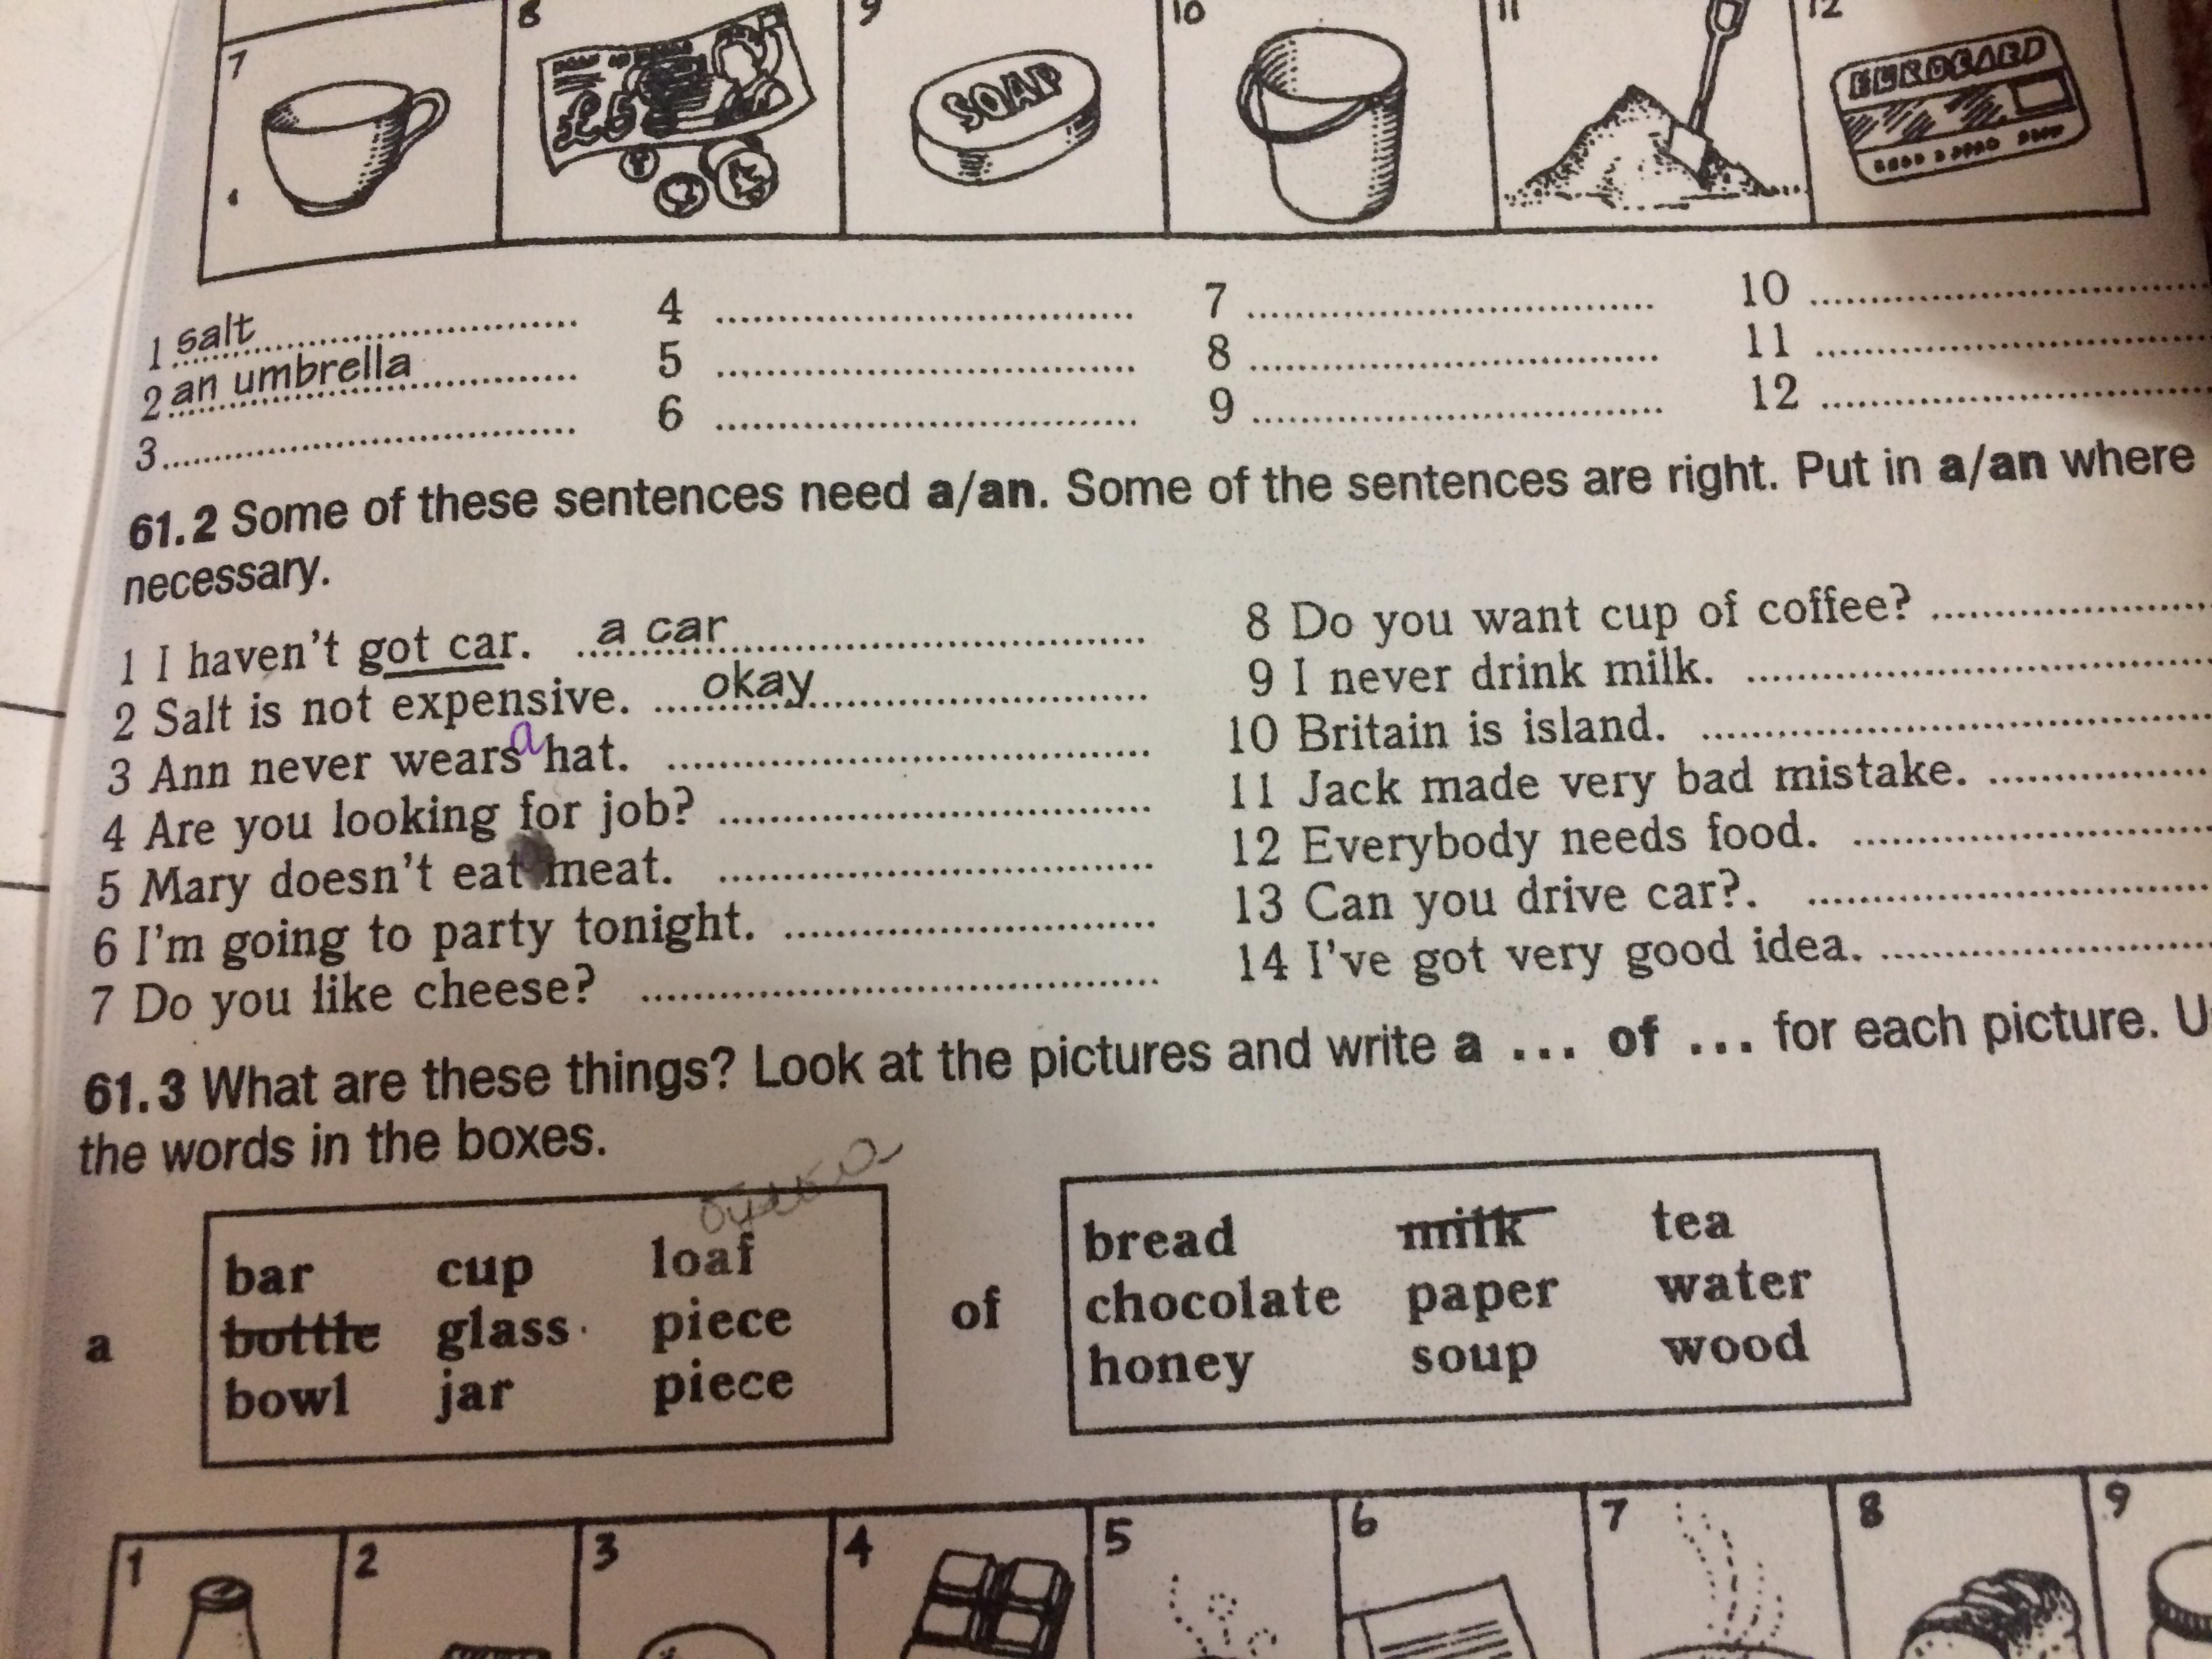 7
8
9
10
11
12
£5
SOAP
EUROCARD
1 salt
2 an umbrella
3
4
5
6
7
8
9
10
11
12
61.2 Some of these sentences need a/an. Some of the sentences are right. Put in a/an where
necessary.
1 I haven't got car. a car
2 Salt is not expensive. okay
3 Ann never wears a hat.
4 Are you looking for job?
5 Mary doesn't eat meat.
6 I'm going to party tonight.
7 Do you like cheese?
8 Do you want cup of coffee?
9 I never drink milk.
10 Britain is island.
11 Jack made very bad mistake.
12 Everybody needs food.
13 Can you drive car?.
14 I've got very good idea.
61.3 What are these things? Look at the pictures and write a ... of ... for each picture. U
the words in the boxes.
a
bar cup loaf
bottle glass piece
bowl jar piece
of
bread milk tea
chocolate paper water
honey soup wood
1 2 3 4 5 6 7 8 9